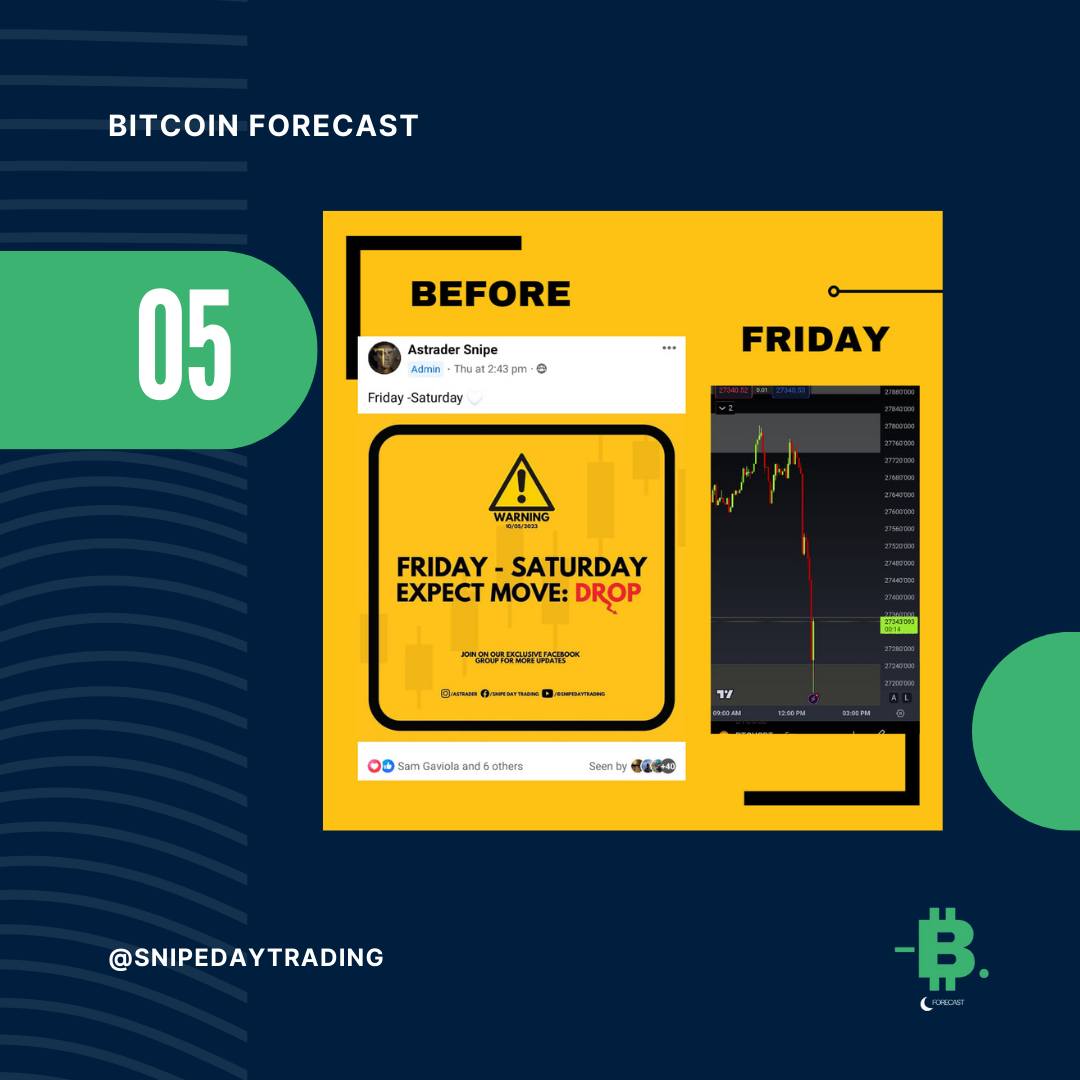 BITCOIN FORECAST
05
BEFORE
Astrader Snipe
Admin · Thu at 2:43 pm ·
Friday -Saturday
WARNING
10/05/2023
FRIDAY - SATURDAY
EXPECT MOVE: DROP
JOIN ON OUR EXCLUSIVE FACEBOOK
GROUP FOR MORE UPDATES
/ASTRADER /SNIPE DAY TRADING /@SNIPEDAYTRADING
Sam Gaviola and 6 others Seen by +40
FRIDAY
27340.52 0.01 27340.53
2
27880'000
27840'000
27800'000
27760'000
27720'000
27680'000
27640'000
27600'000
27560'000
27520'000
27480'000
27440'000
27400'000
27360'000
27343'093
00:14
27280'000
27240'000
27200'000
A L
09:00 AM 12:00 PM 03:00 PM
@SNIPEDAYTRADING
B.
FORECAST